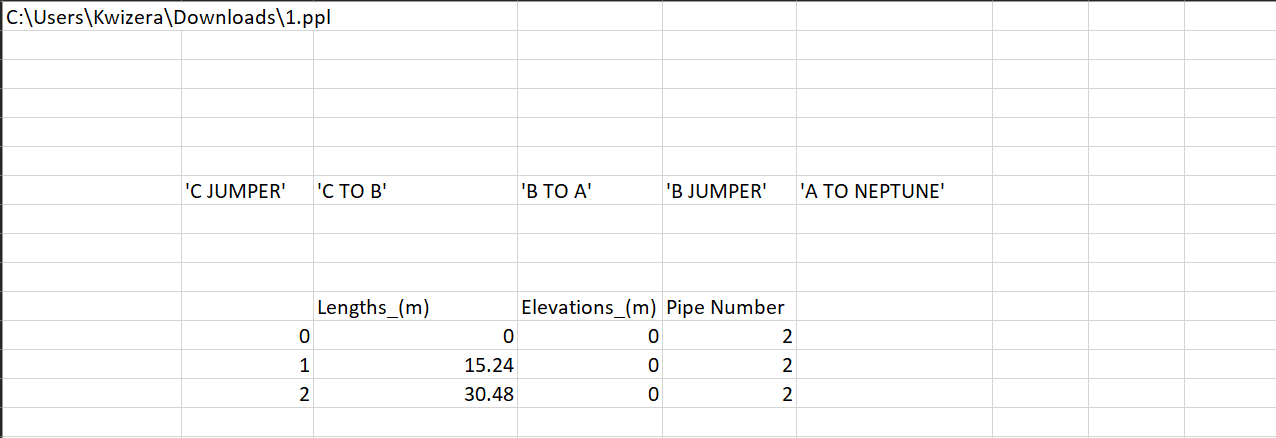 C:\Users\Kwizera\Downloads\1.ppl
'C JUMPER' 'C TO B' 'B TO A' 'B JUMPER' 'A TO NEPTUNE'
Lengths_(m) Elevations_(m) Pipe Number
0 0 0 2
1 15.24 0 2
2 30.48 0 2